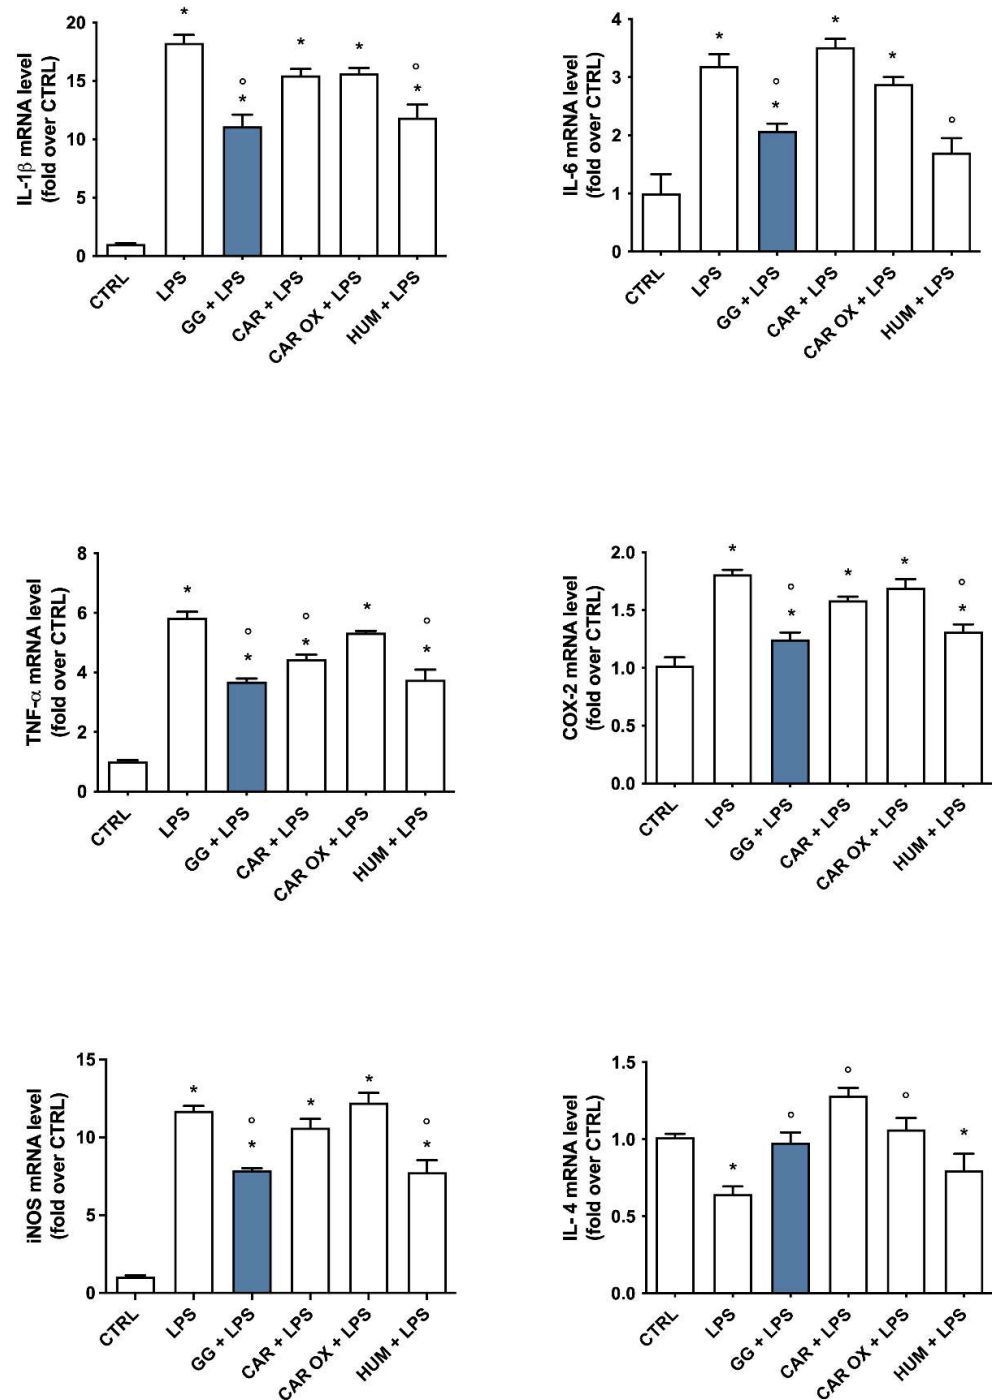 IL-1β mRNA level
(fold over CTRL)
20
15
10
5
0
*
°
*
*
*
°
*
CTRL
LPS
GG + LPS
CAR + LPS
CAR OX + LPS
HUM + LPS
IL-6 mRNA level
(fold over CTRL)
4
3
2
1
0
*
°
*
*
*
°
CTRL
LPS
GG + LPS
CAR + LPS
CAR OX + LPS
HUM + LPS
TNF-α mRNA level
(fold over CTRL)
8
6
4
2
0
*
°
*
°
*
*
°
*
CTRL
LPS
GG + LPS
CAR + LPS
CAR OX + LPS
HUM + LPS
COX-2 mRNA level
(fold over CTRL)
2.0
1.5
1.0
0.5
0.0
*
°
*
*
*
°
*
CTRL
LPS
GG + LPS
CAR + LPS
CAR OX + LPS
HUM + LPS
iNOS mRNA level
(fold over CTRL)
15
10
5
0
*
°
*
*
*
°
*
CTRL
LPS
GG + LPS
CAR + LPS
CAR OX + LPS
HUM + LPS
IL-4 mRNA level
(fold over CTRL)
1.5
1.0
0.5
0.0
*
°
°
°
*
CTRL
LPS
GG + LPS
CAR + LPS
CAR OX + LPS
HUM + LPS